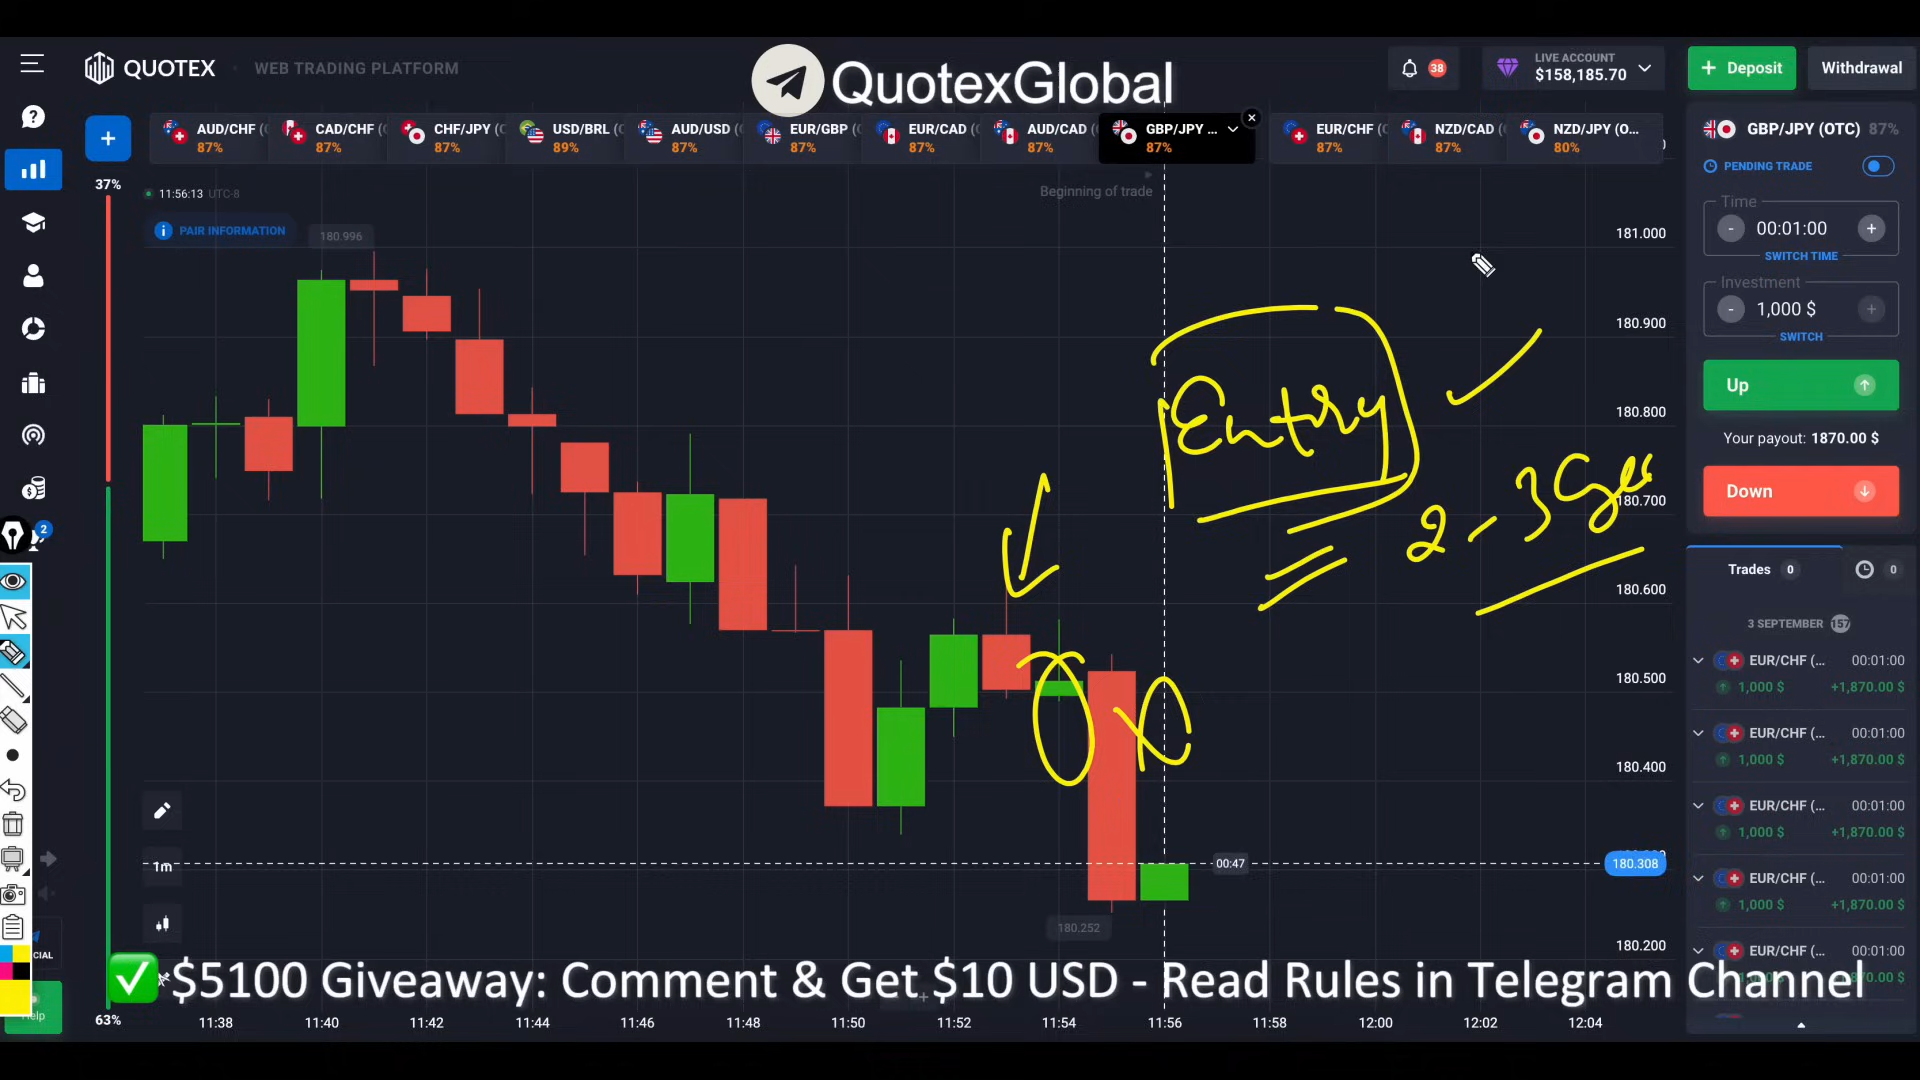 QUOTEX
WEB TRADING PLATFORM
QuotexGlobal
38
LIVE ACCOUNT
$158,185.70
+ Deposit
Withdrawal
AUD/CHF (
87%
CAD/CHF (
87%
CHF/JPY (
87%
USD/BRL (
89%
AUD/USD (
87%
EUR/GBP (
87%
EUR/CAD (
87%
AUD/CAD (
87%
GBP/JPY ...
87%
EUR/CHF (
87%
NZD/CAD (
87%
NZD/JPY (O...
80%
GBP/JPY (OTC) 87%
PENDING TRADE
37%
11:56:13 UTC-8
Beginning of trade
PAIR INFORMATION
180.996
181.000
180.900
180.800
180.700
180.600
180.500
180.400
180.308
180.200
Entry
2-3 Ses
00:47
1m
180.252
Time
- 00:01:00 +
SWITCH TIME
Investment
- 1,000 $ +
SWITCH
Up
Your payout: 1870.00 $
Down
Trades 0
0
3 SEPTEMBER 157
EUR/CHF (... 00:01:00
1,000 $ +1,870.00 $
EUR/CHF (... 00:01:00
1,000 $ +1,870.00 $
EUR/CHF (... 00:01:00
1,000 $ +1,870.00 $
EUR/CHF (... 00:01:00
1,000 $ +1,870.00 $
EUR/CHF (... 00:01:00
2
CIAL
Help
✅ $5100 Giveaway: Comment & Get $10 USD - Read Rules in Telegram Channel
63%
11:38 11:40 11:42 11:44 11:46 11:48 11:50 11:52 11:54 11:56 11:58 12:00 12:02 12:04